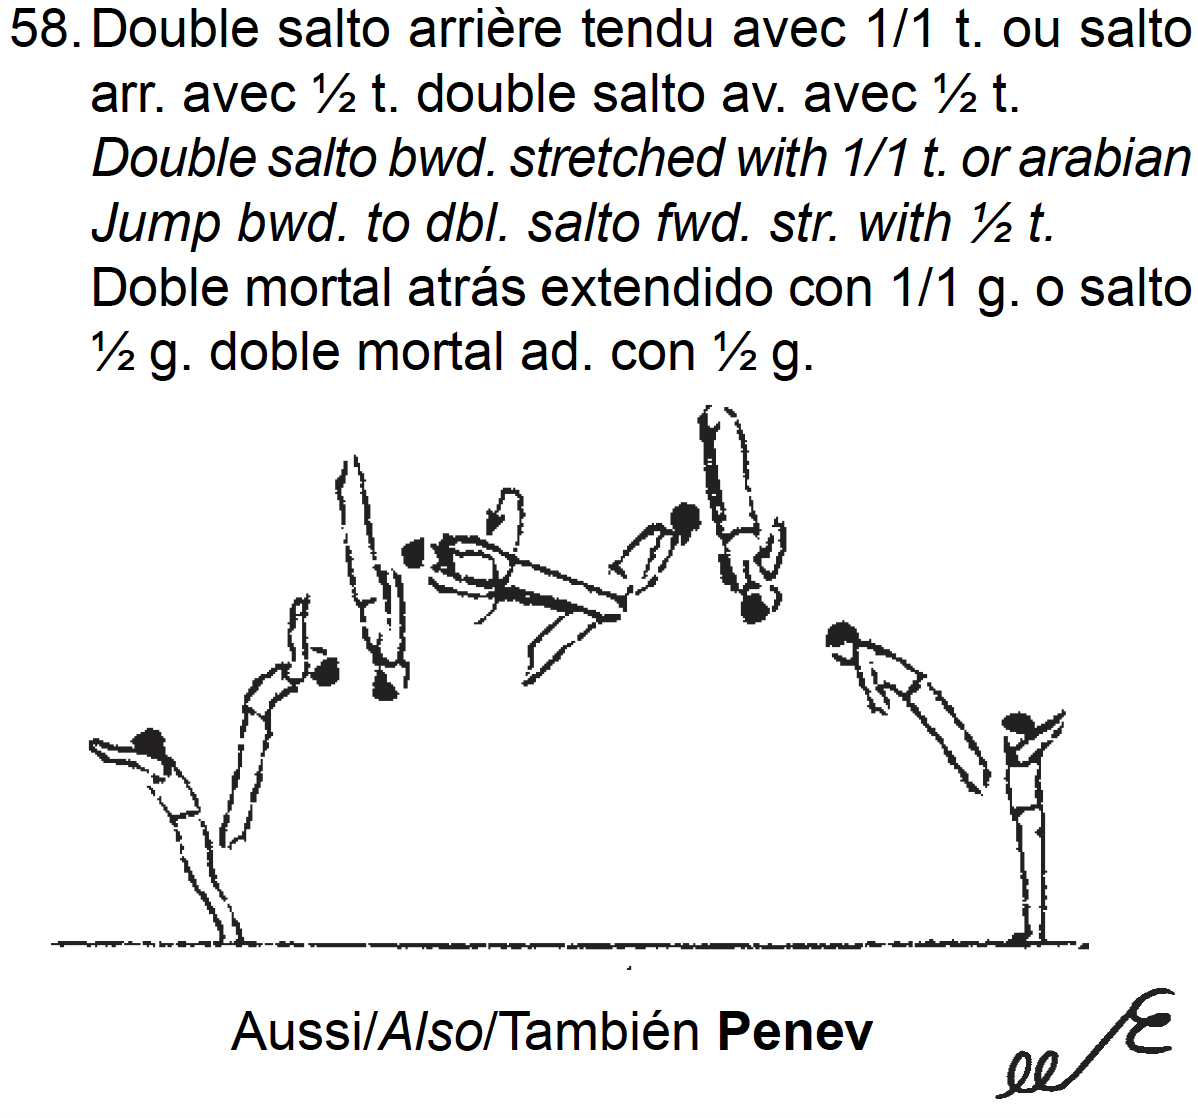 58. Double salto arrière tendu avec 1/1 t. ou salto
arr. avec ½ t. double salto av. avec ½ t.
Double salto bwd. stretched with 1/1 t. or arabian
Jump bwd. to dbl. salto fwd. str. with ½ t.
Doble mortal atrás extendido con 1/1 g. o salto
½ g. doble mortal ad. con ½ g.
Aussi/Also/También Penev